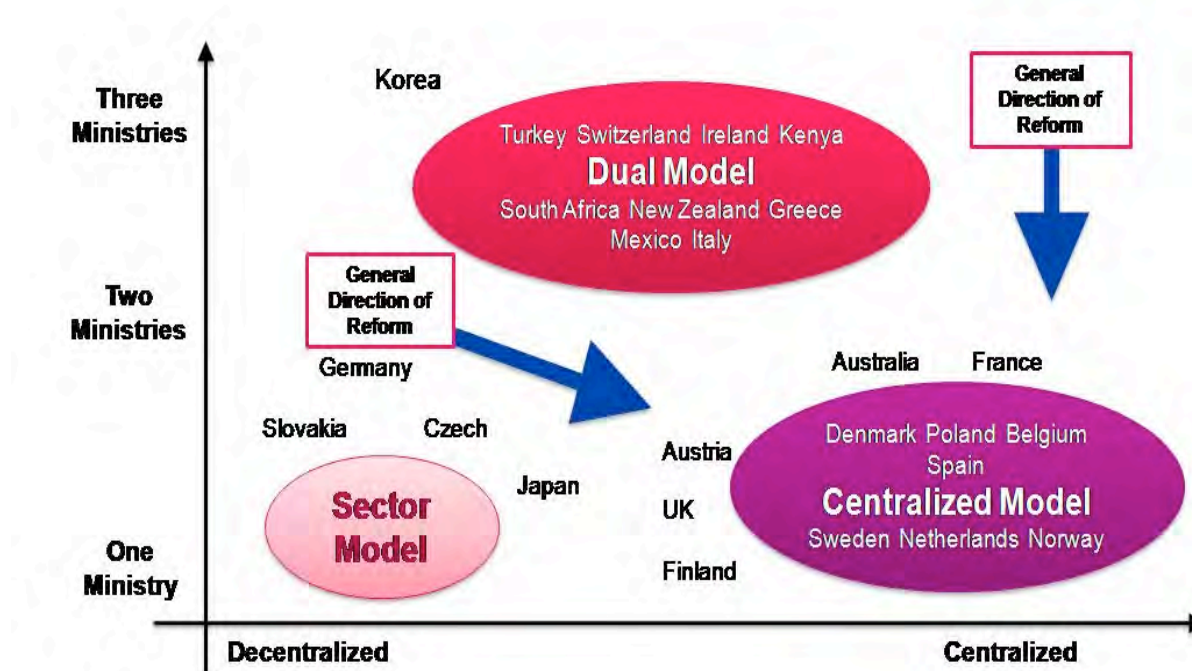 Three
Ministries
Korea
General
Direction of
Reform
Turkey Switzerland Ireland Kenya
Dual Model
South Africa New Zealand Greece
Mexico Italy
Two
Ministries
General
Direction of
Reform
Germany
Australia France
Slovakia Czech
Austria
Denmark Poland Belgium
Spain
Japan
Sector
Model
UK
Centralized Model
Sweden Netherlands Norway
One
Ministry
Finland
Decentralized Centralized